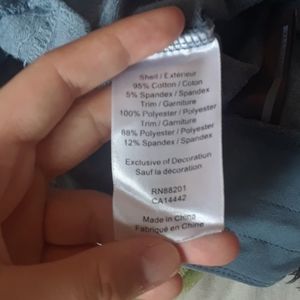 Shell / Extérieur
95% Cotton / Coton
5% Spandex / Spandex
Trim / Garniture
100% Polyester / Polyester
Trim / Garniture
88% Polyester / Polyester
12% Spandex / Spandex
Exclusive of Decoration
Sauf la décoration
RN88201
CA14442
Made in China
Fabriqué en Chine